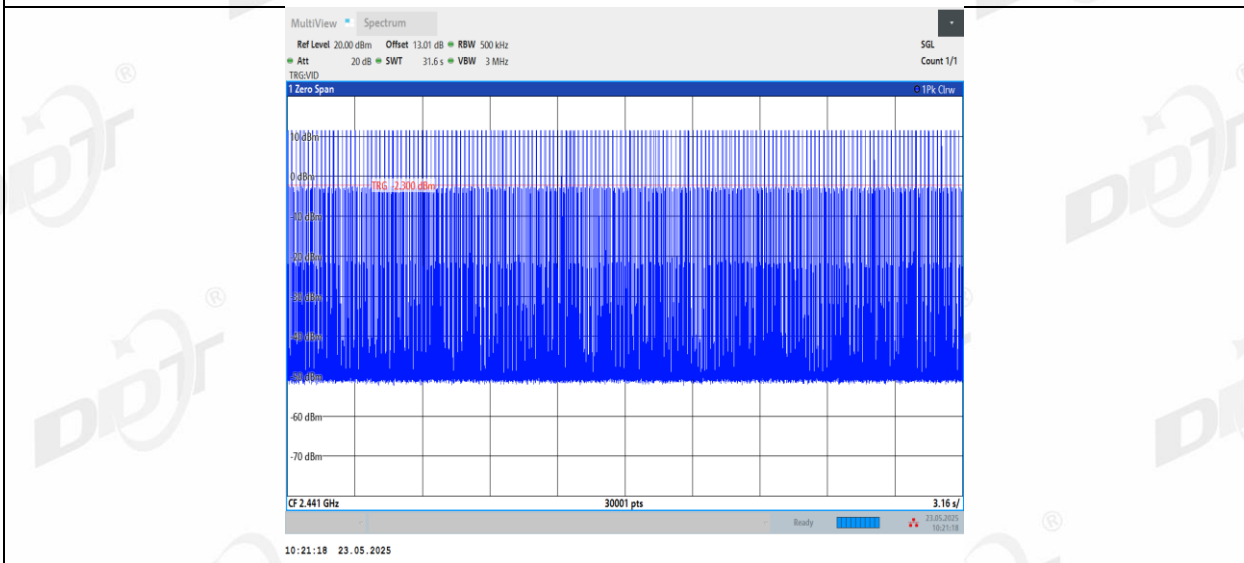 MultiView Spectrum
Ref Level 20.00 dBm Offset 13.01 dB RBW 500 kHz SGL
Att 20 dB SWT 31.6 s VBW 3 MHz Count 1/1
TRG:VID
1 Zero Span 1Pk Clrw
10 dBm
0 dBm
TRG -2.300 dBm
-10 dBm
-20 dBm
-30 dBm
-40 dBm
-50 dBm
-60 dBm
-70 dBm
CF 2.441 GHz 30001 pts 3.16 s/
Ready 23.05.2025
10:21:18
10:21:18 23.05.2025
DDT
®
DDT
®
DDT
DDT
®